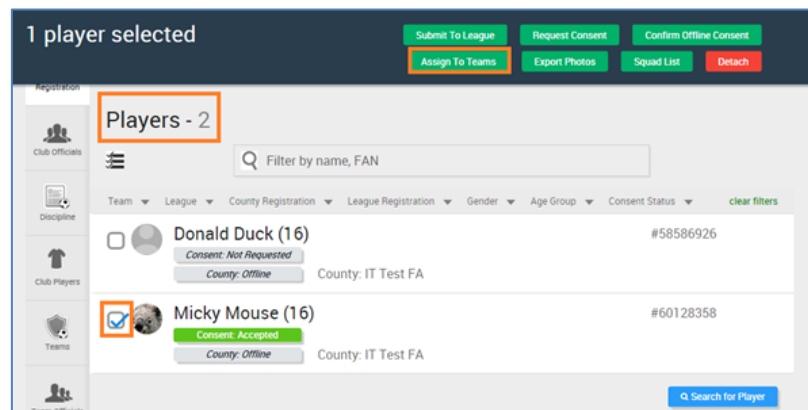 1 player selected
Submit To League
Request Consent
Confirm Offline Consent
Assign To Teams
Export Photos
Squad List
Detach
Registration
Players - 2
Club Officials
Filter by name, FAN
Team
League
County Registration
League Registration
Gender
Age Group
Consent Status
clear filters
Discipline
Donald Duck (16)
#58586926
Consent: Not Requested
County: Offline
County: IT Test FA
Club Players
Micky Mouse (16)
#60128358
Consent: Accepted
County: Offline
County: IT Test FA
Teams
Search for Player
Team Officials